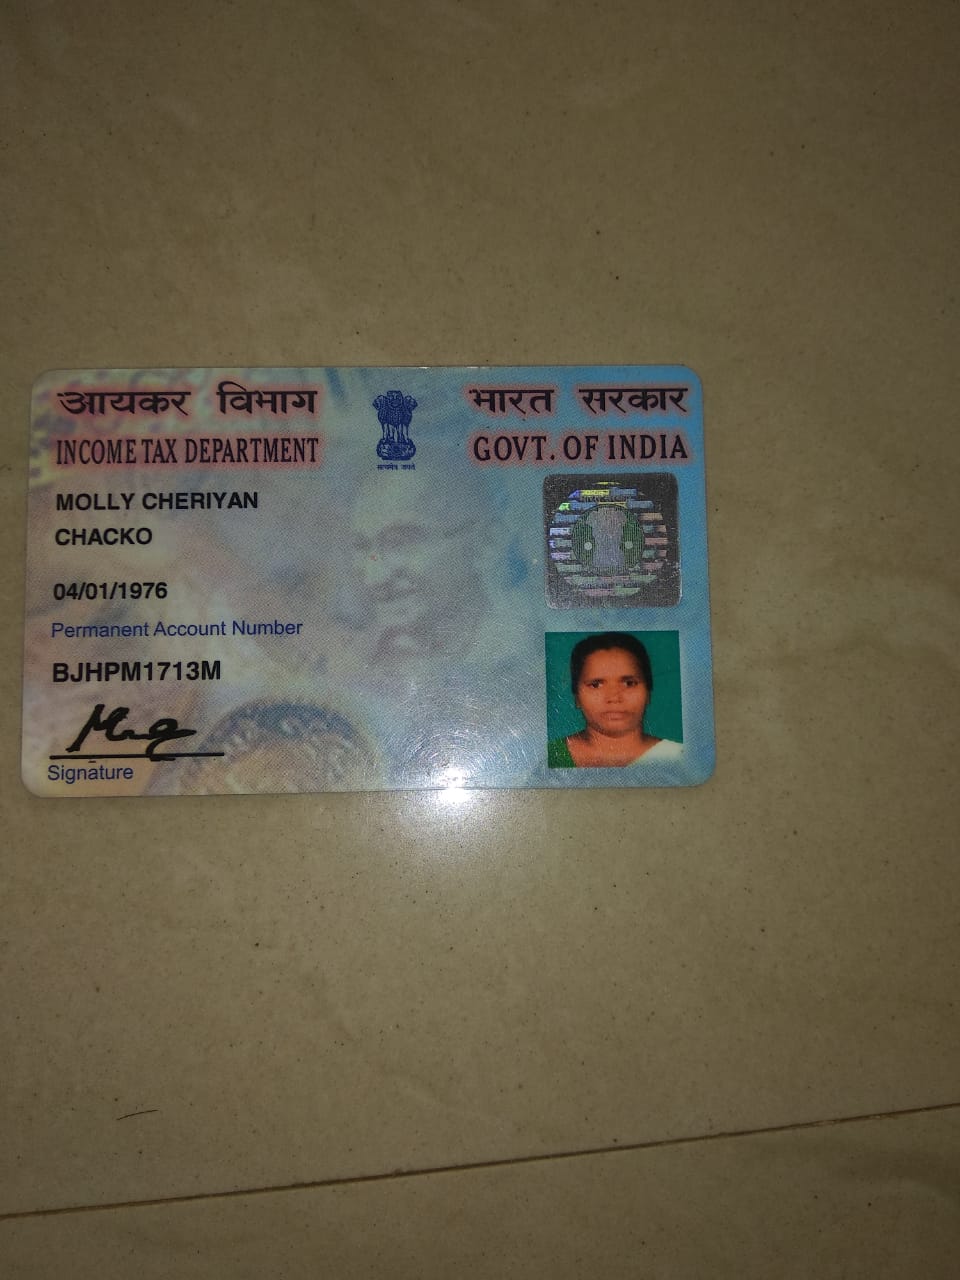 आयकर विभाग
INCOME TAX DEPARTMENT
सत्यमेव जयते
भारत सरकार
GOVT. OF INDIA
MOLLY CHERIYAN
CHACKO
04/01/1976
Permanent Account Number
BJHPM1713M
Signature